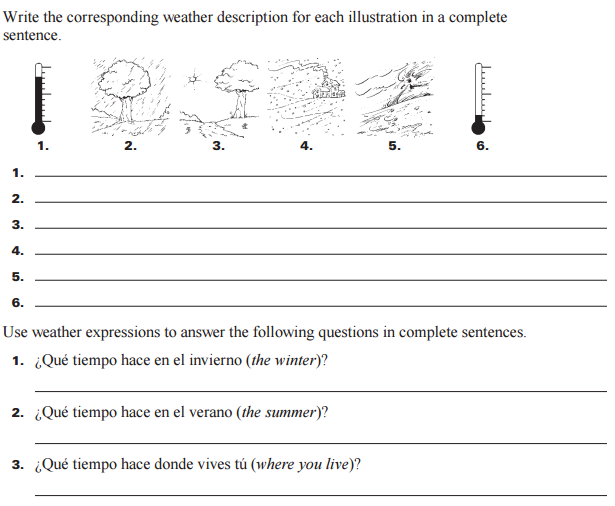 Write the corresponding weather description for each illustration in a complete
sentence.
1. 2. 3. 4. 5. 6.
1.
2.
3.
4.
5.
6.
Use weather expressions to answer the following questions in complete sentences.
1. ¿Qué tiempo hace en el invierno (the winter)?
2. ¿Qué tiempo hace en el verano (the summer)?
3. ¿Qué tiempo hace donde vives tú (where you live)?